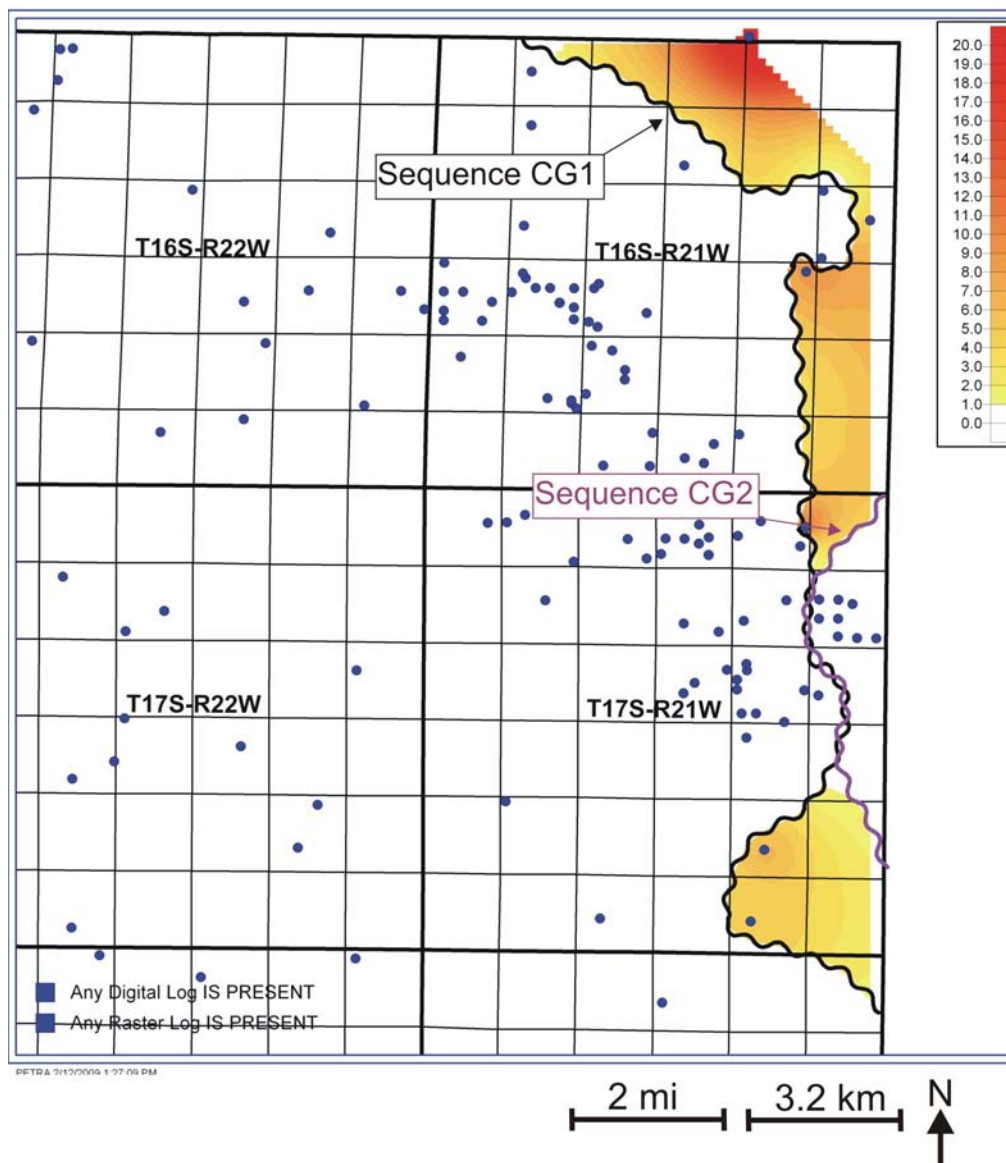 20.0
19.0
18.0
17.0
16.0
15.0
14.0
13.0
12.0
11.0
10.0
9.0
8.0
7.0
6.0
5.0
4.0
3.0
2.0
1.0
0.0
Sequence CG1
T16S-R22W
T16S-R21W
Sequence CG2
T17S-R22W
T17S-R21W
Any Digital Log IS PRESENT
Any Raster Log IS PRESENT
PETRA 2/12/2009 1:27:09 PM
2 mi
3.2 km
N